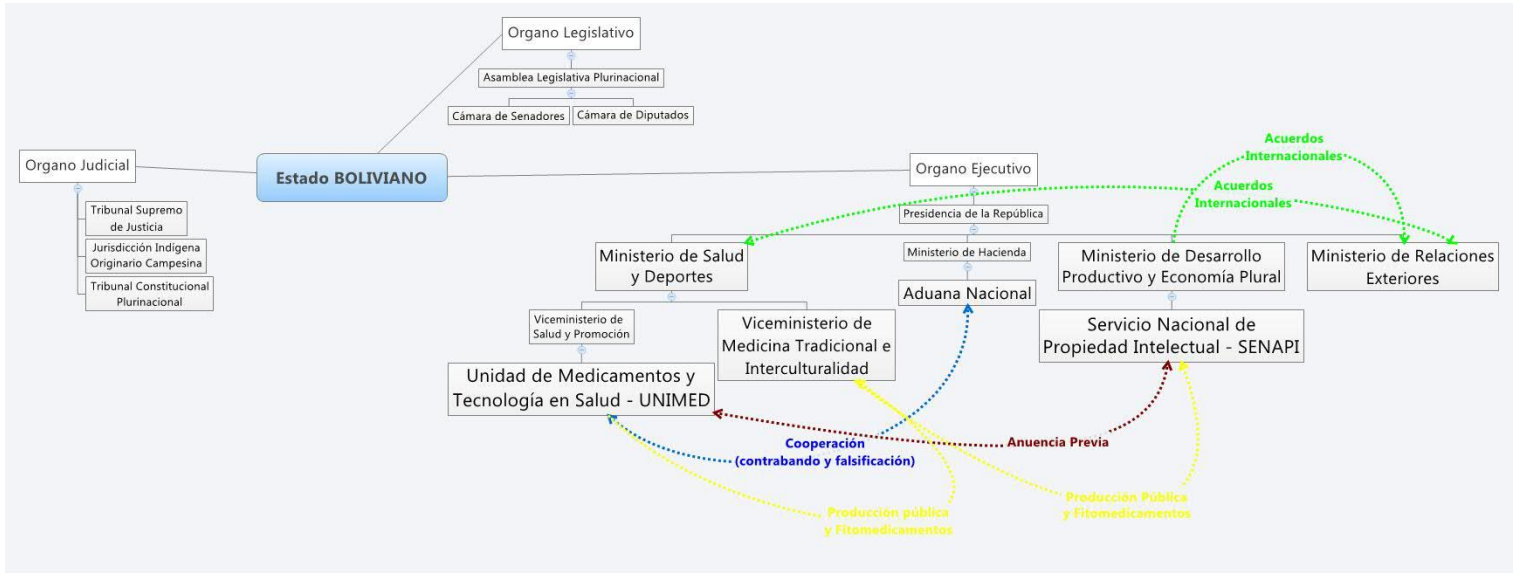 Organo Legislativo
Asamblea Legislativa Plurinacional
Cámara de Senadores
Cámara de Diputados
Organo Judicial
Tribunal Supremo
de Justicia
Jurisdicción Indígena
Originario Campesina
Tribunal Constitucional
Plurinacional
Estado BOLIVIANO
Organo Ejecutivo
Presidencia de la República
Acuerdos
Internacionales
Acuerdos
Internacionales
Ministerio de Salud
y Deportes
Ministerio de Hacienda
Aduana Nacional
Ministerio de Desarrollo
Productivo y Economía Plural
Ministerio de Relaciones
Exteriores
Viceministerio de
Salud y Promoción
Viceministerio de
Medicina Tradicional e
Interculturalidad
Servicio Nacional de
Propiedad Intelectual - SENAPI
Unidad de Medicamentos y
Tecnología en Salud - UNIMED
Cooperación
(contrabando y falsificación)
Anuencia Previa
Producción pública
y Fitomedicamentos
Producción Pública
y Fitomedicamentos